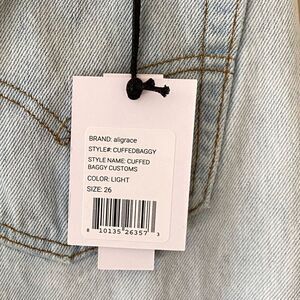 BRAND: aligrace
STYLE#: CUFFEDBAGGY
STYLE NAME: CUFFED
BAGGY CUSTOMS
COLOR: LIGHT
SIZE: 26
8 10135 26357 3